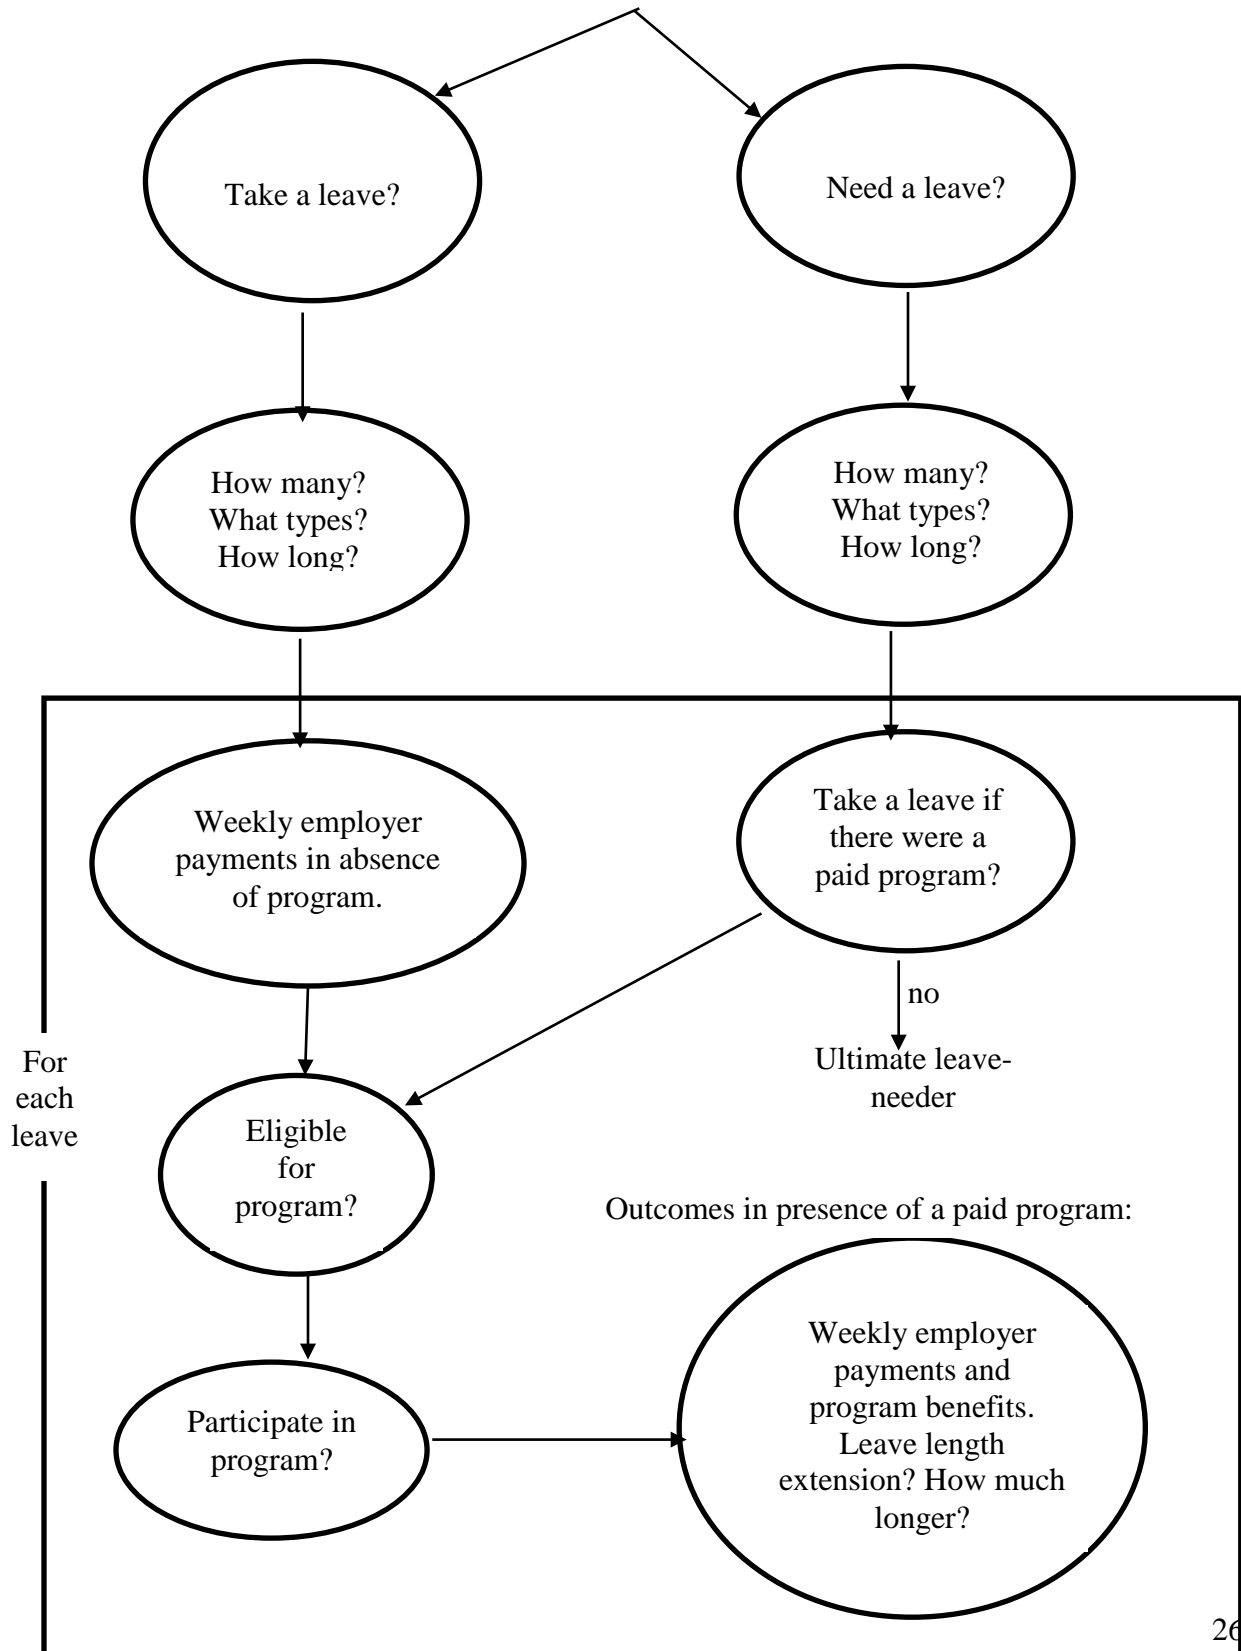 Take a leave?
Need a leave?
How many?
What types?
How long?
How many?
What types?
How long?
Weekly employer
payments in absence
of program.
Take a leave if
there were a
paid program?
no
Ultimate leave-
needer
For
each
leave
Eligible
for
program?
Outcomes in presence of a paid program:
Participate in
program?
Weekly employer
payments and
program benefits.
Leave length
extension? How much
longer?
26